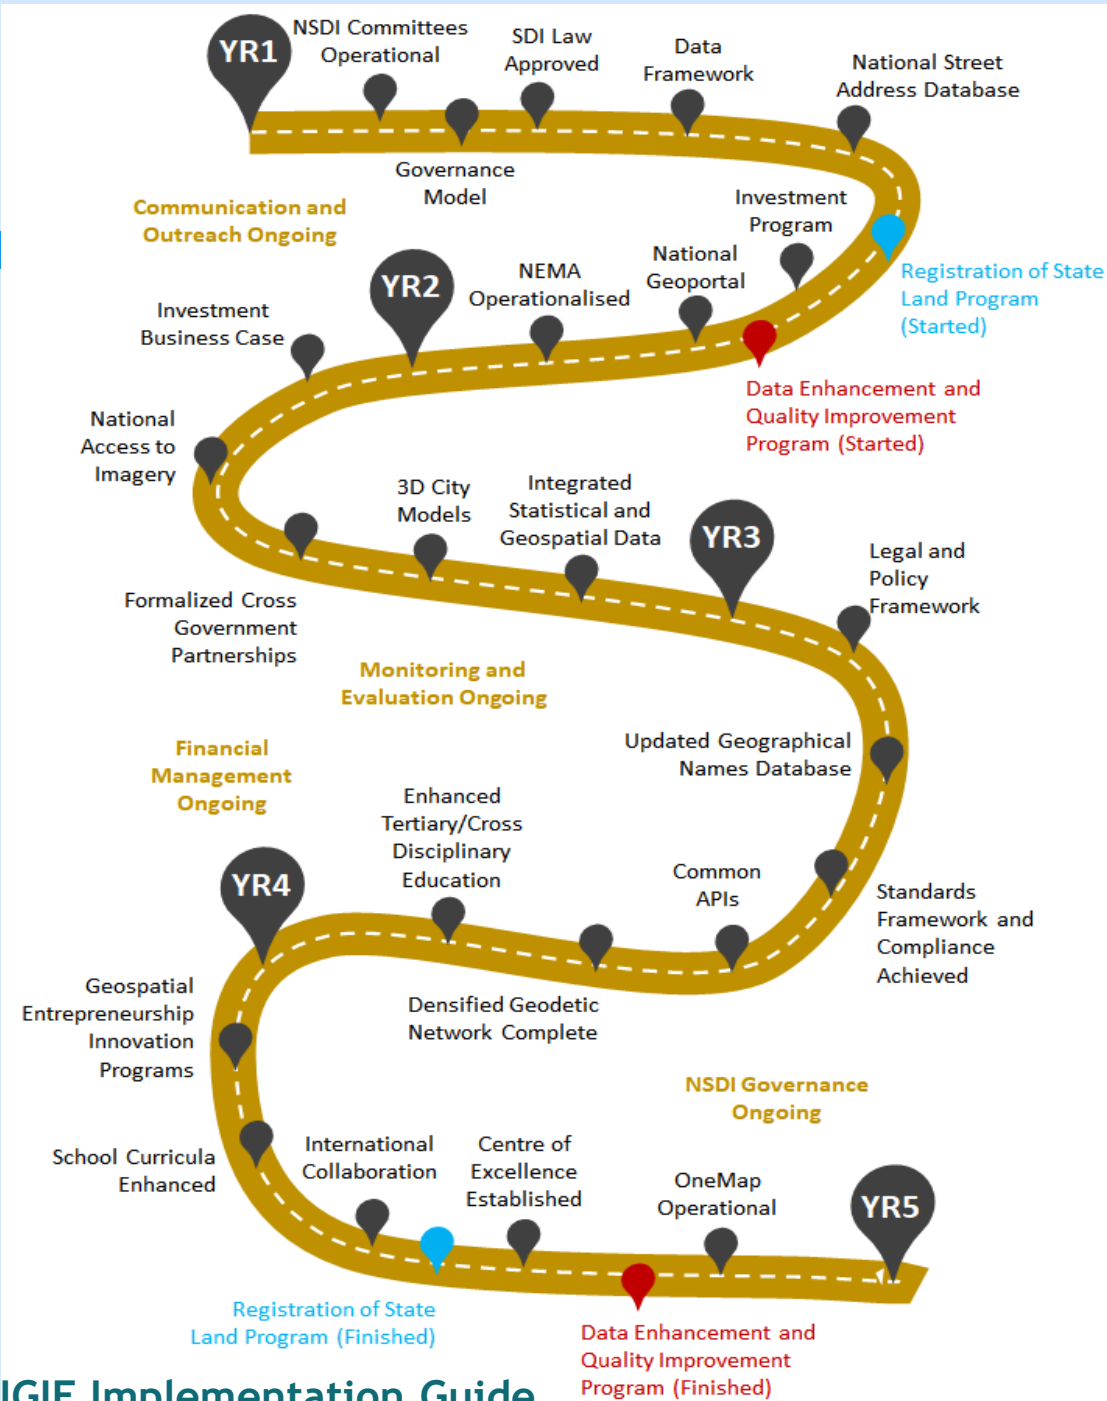 YR1
NSDI Committees
Operational
SDI Law
Approved
Data
Framework
National Street
Address Database
Governance
Model
Communication and
Outreach Ongoing
Investment
Program
Registration of State
Land Program
(Started)
National
Geoportal
Data Enhancement and
Quality Improvement
Program (Started)
NEMA
Operationalised
YR2
Investment
Business Case
National
Access to
Imagery
Formalized Cross
Government
Partnerships
3D City
Models
Integrated
Statistical and
Geospatial Data
YR3
Legal and
Policy
Framework
Monitoring and
Evaluation Ongoing
Updated Geographical
Names Database
Financial
Management
Ongoing
Standards
Framework and
Compliance
Achieved
Common
APIs
Densified Geodetic
Network Complete
Enhanced
Tertiary/Cross
Disciplinary
Education
YR4
Geospatial
Entrepreneurship
Innovation
Programs
NSDI Governance
Ongoing
School Curricula
Enhanced
International
Collaboration
Registration of State
Land Program (Finished)
Centre of
Excellence
Established
Data Enhancement and
Quality Improvement
Program (Finished)
OneMap
Operational
YR5
IGIF Implementation Guide